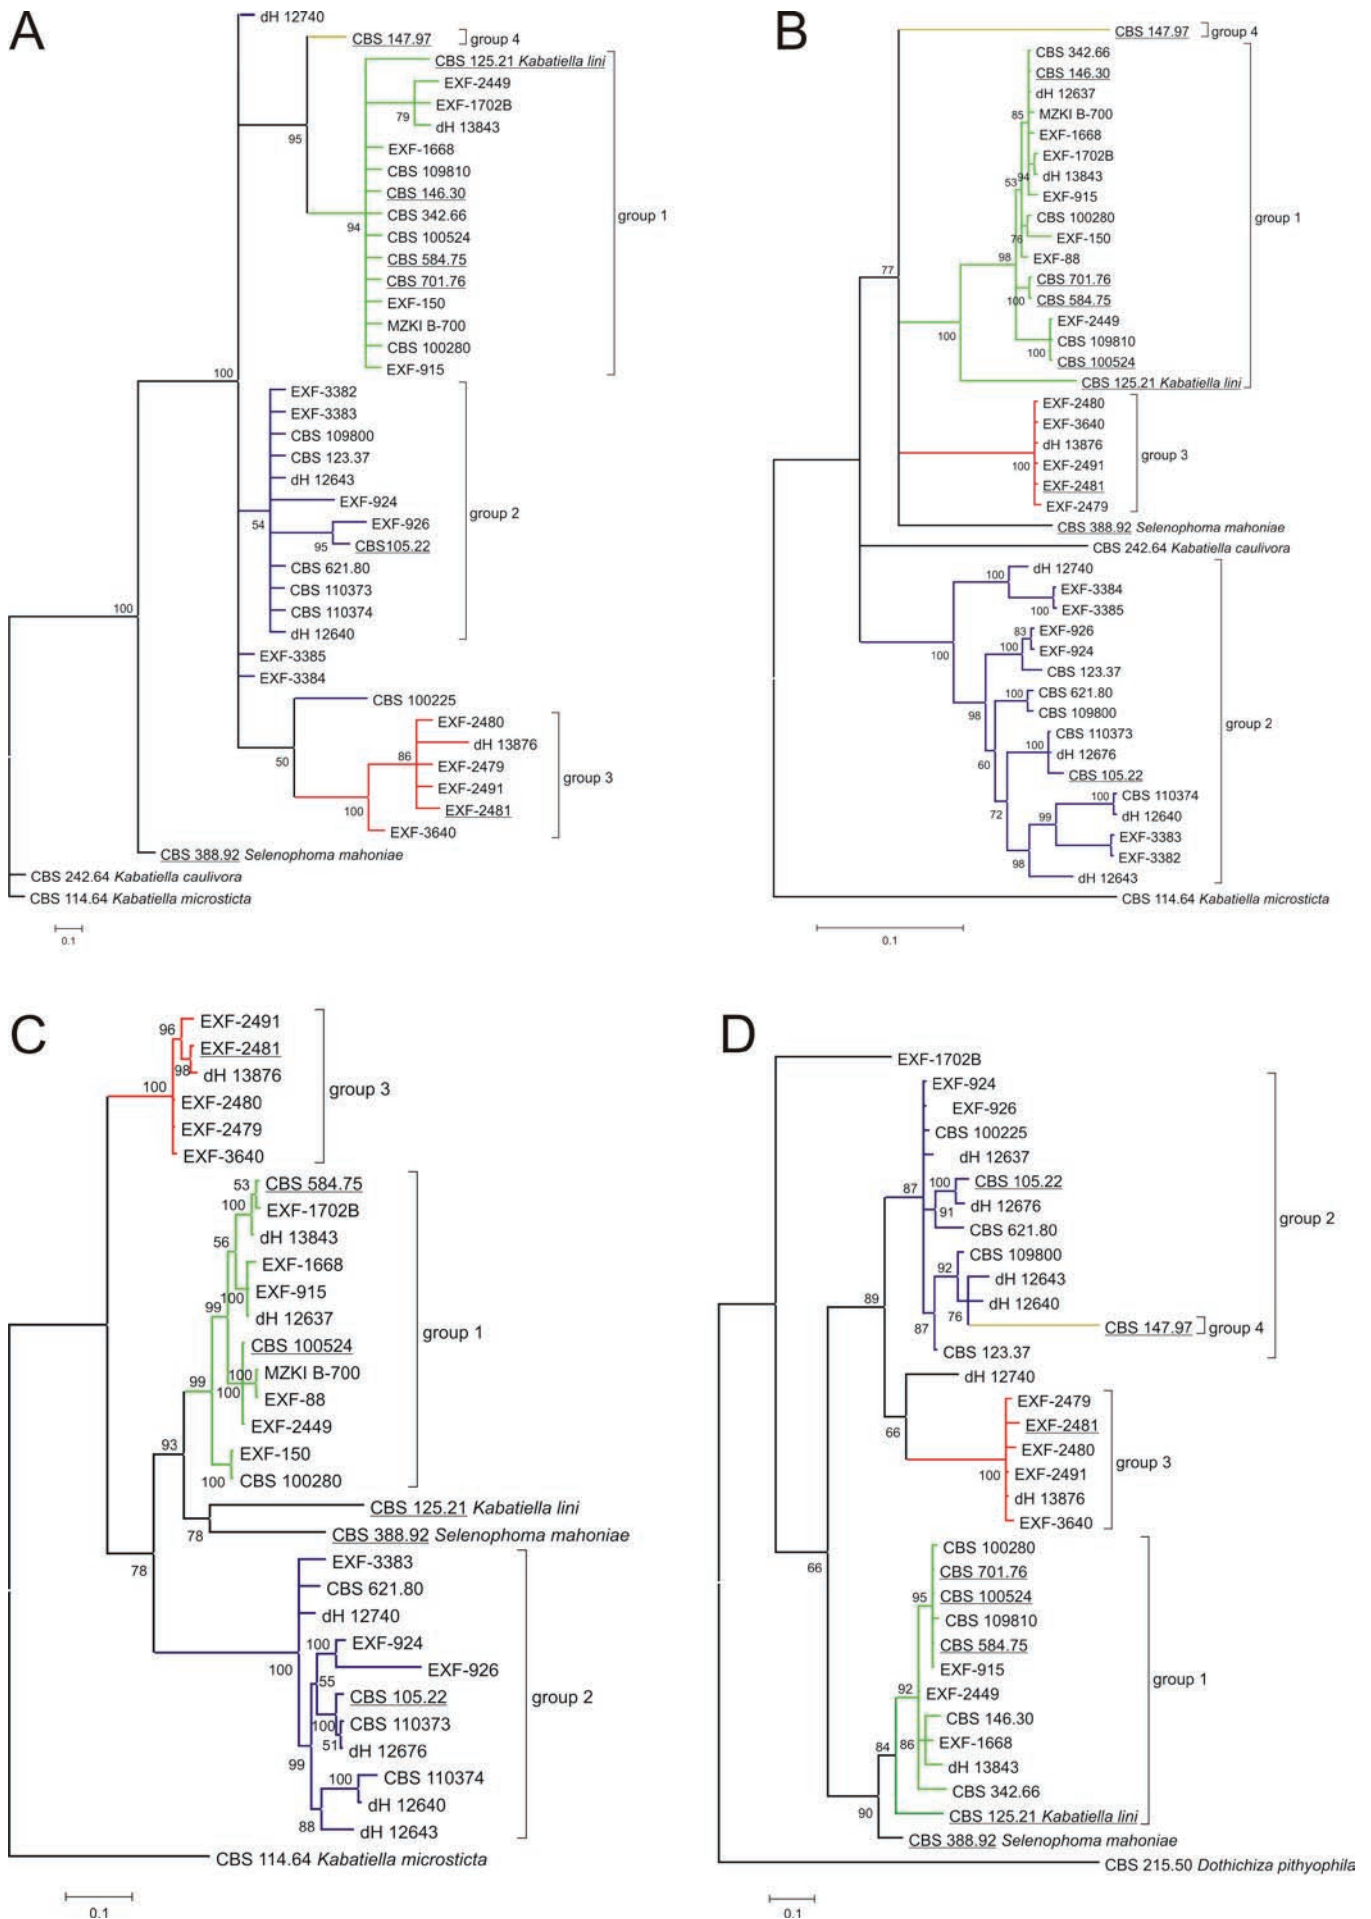 A
dH 12740
CBS 147.97
group 4
CBS 125.21 Kabatiella lini
EXF-2449
EXF-1702B
79
dH 13843
95
EXF-1668
CBS 109810
CBS 146.30
CBS 342.66
group 1
94
CBS 100524
CBS 584.75
CBS 701.76
EXF-150
MZKI B-700
CBS 100280
EXF-915
100
EXF-3382
EXF-3383
CBS 109800
CBS 123.37
dH 12643
EXF-924
group 2
54
EXF-926
95
CBS105.22
CBS 621.80
CBS 110373
100
CBS 110374
dH 12640
EXF-3385
EXF-3384
CBS 100225
EXF-2480
dH 13876
50
86
EXF-2479
group 3
EXF-2491
100
EXF-2481
EXF-3640
CBS 388.92 Selenophoma mahoniae
CBS 242.64 Kabatiella caulivora
CBS 114.64 Kabatiella microsticta
0.1
B
CBS 147.97
group 4
CBS 342.66
CBS 146.30
dH 12637
85
MZKI B-700
EXF-1668
EXF-1702B
94
dH 13843
53
EXF-915
CBS 100280
group 1
76
EXF-150
98
EXF-88
77
CBS 701.76
100
CBS 584.75
EXF-2449
100
CBS 109810
100
CBS 100524
CBS 125.21 Kabatiella lini
EXF-2480
EXF-3640
dH 13876
group 3
100
EXF-2491
EXF-2481
EXF-2479
CBS 388.92 Selenophoma mahoniae
CBS 242.64 Kabatiella caulivora
dH 12740
100
EXF-3384
100
EXF-3385
83
EXF-926
100
EXF-924
100
CBS 123.37
100
CBS 621.80
98
CBS 109800
group 2
CBS 110373
100
dH 12676
60
CBS 105.22
100
CBS 110374
72
99
dH 12640
EXF-3383
EXF-3382
98
dH 12643
CBS 114.64 Kabatiella microsticta
0.1
C
EXF-2491
96
EXF-2481
98
dH 13876
100
group 3
EXF-2480
EXF-2479
EXF-3640
53
CBS 584.75
100
EXF-1702B
dH 13843
56
EXF-1668
EXF-915
100
99
dH 12637
group 1
CBS 100524
MZKI B-700
100
99
100
EXF-88
EXF-2449
93
EXF-150
100
CBS 100280
CBS 125.21 Kabatiella lini
78
CBS 388.92 Selenophoma mahoniae
78
EXF-3383
CBS 621.80
dH 12740
100
EXF-924
100
EXF-926
55
CBS 105.22
group 2
100
CBS 110373
51
dH 12676
99
100
CBS 110374
dH 12640
88
dH 12643
CBS 114.64 Kabatiella microsticta
0.1
D
EXF-1702B
EXF-924
EXF-926
CBS 100225
dH 12637
100
CBS 105.22
87
91
dH 12676
group 2
CBS 621.80
CBS 109800
92
dH 12643
89
dH 12640
76
CBS 147.97
group 4
87
CBS 123.37
dH 12740
EXF-2479
EXF-2481
66
EXF-2480
group 3
100
EXF-2491
dH 13876
EXF-3640
CBS 100280
66
CBS 701.76
95
CBS 100524
CBS 109810
CBS 584.75
EXF-915
group 1
92
EXF-2449
CBS 146.30
86
EXF-1668
84
dH 13843
CBS 342.66
90
CBS 125.21 Kabatiella lini
CBS 388.92 Selenophoma mahoniae
CBS 215.50 Dothichiza pithyophila
0.1